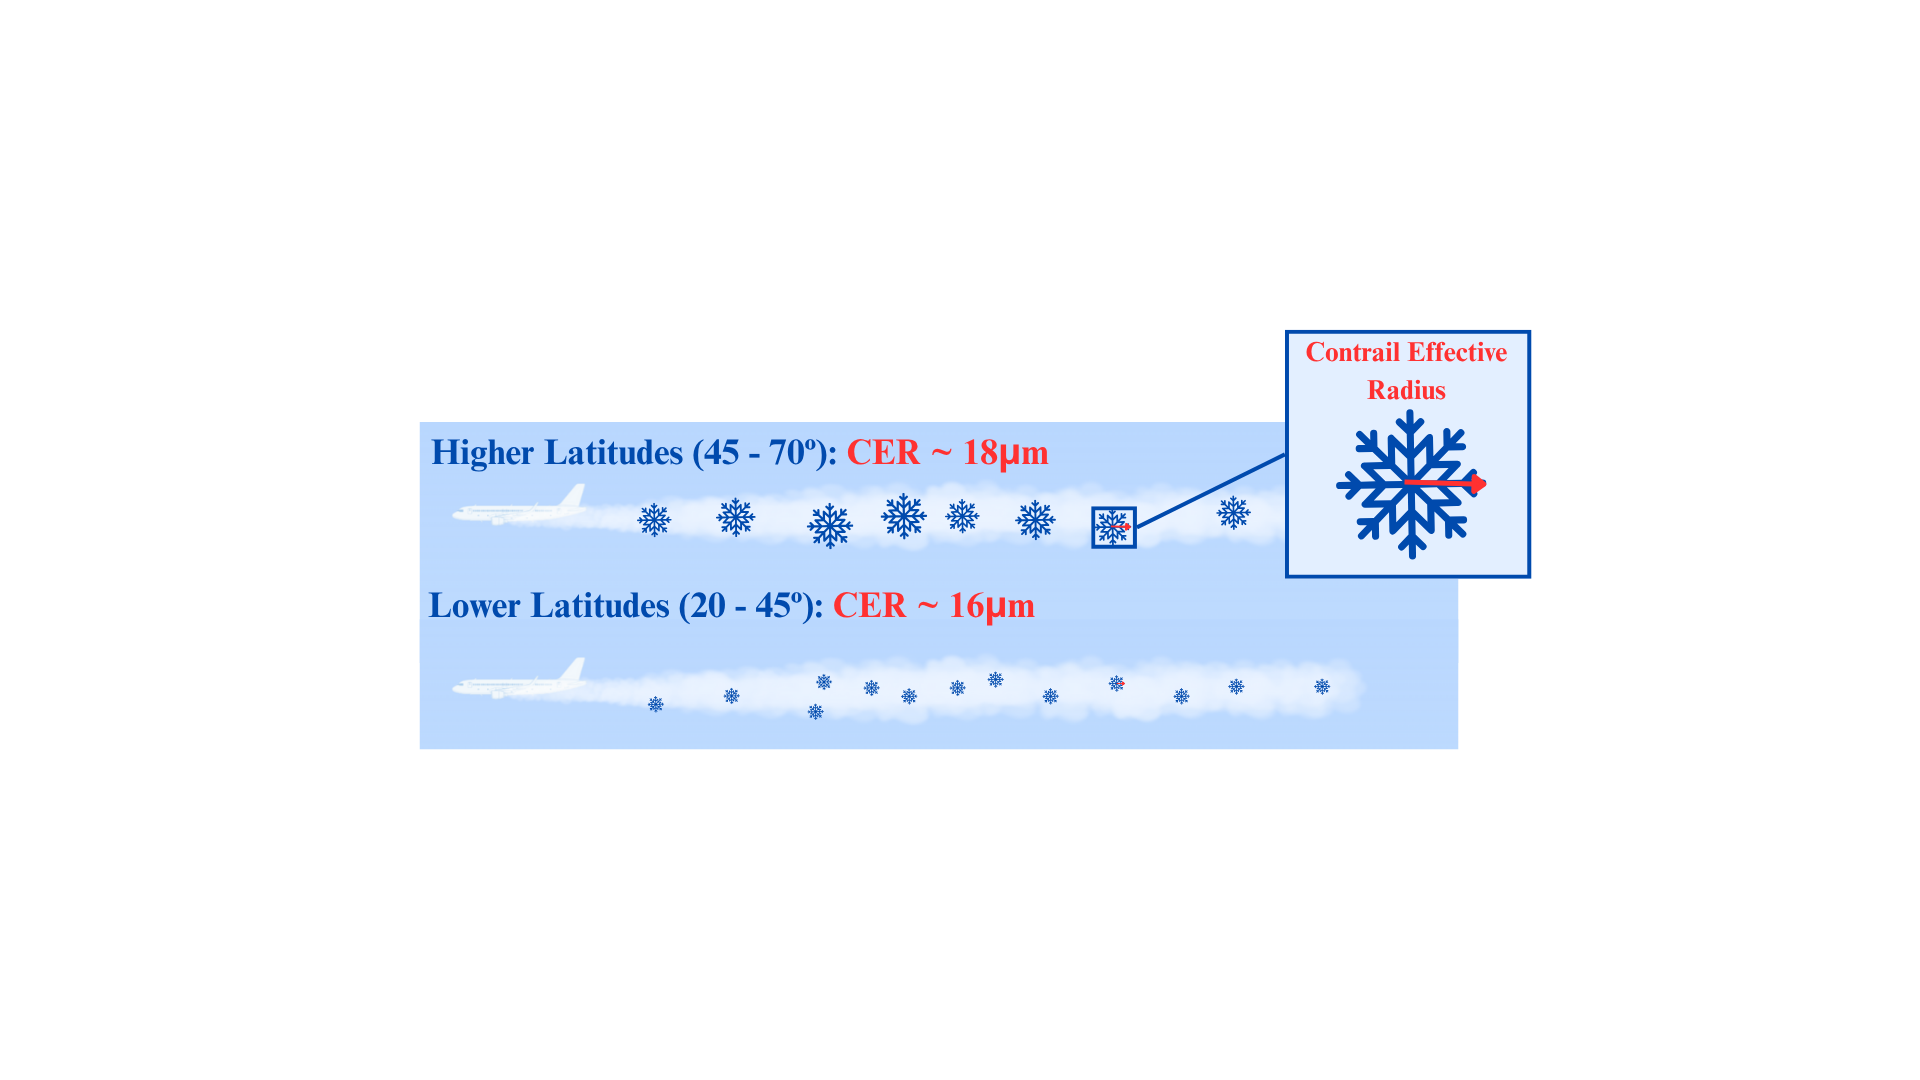 Contrail Effective
Radius
Higher Latitudes (45 - 70º): CER ~ 18μm
Lower Latitudes (20 - 45º): CER ~ 16μm